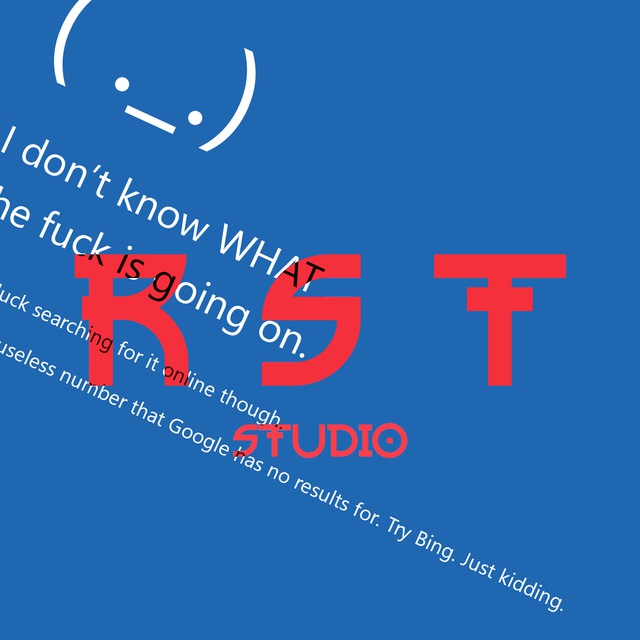 I don't know WHAT
he fuck is going on.
uck searching for it online though.
useless number that Google has no results for. Try Bing. Just kidding.
RST
STUDIO